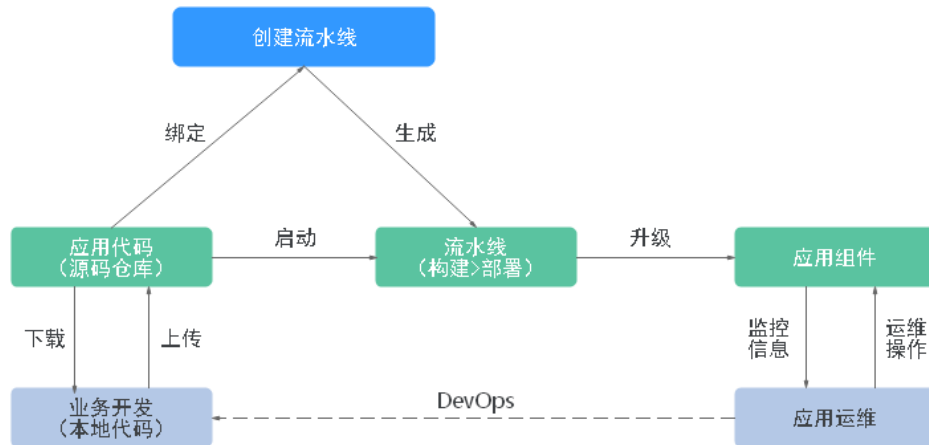 创建流水线
绑定
生成
应用代码
（源码仓库）
启动
流水线
（构建>部署）
升级
应用组件
下载
上传
监控
信息
运维
操作
业务开发
（本地代码）
DevOps
应用运维